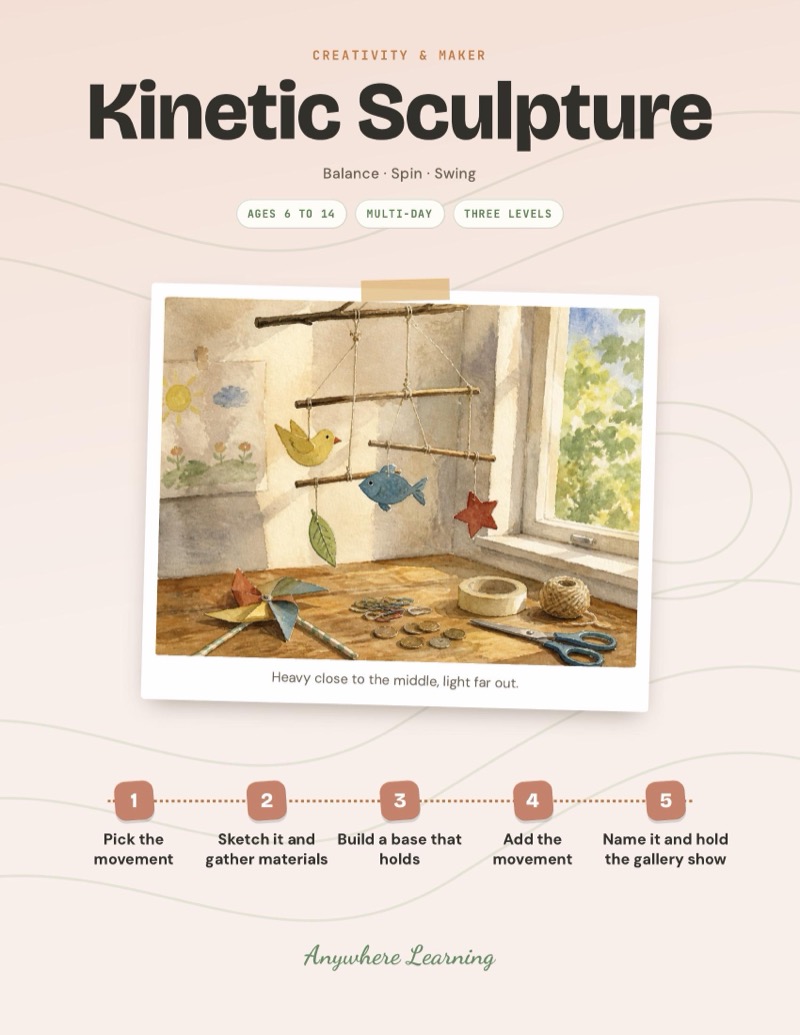 CREATIVITY & MAKER
Kinetic Sculpture
Balance · Spin · Swing
AGES 6 TO 14
MULTI-DAY
THREE LEVELS
Heavy close to the middle, light far out.
1
Pick the
movement
2
Sketch it and
gather materials
3
Build a base that
holds
4
Add the
movement
5
Name it and hold
the gallery show
Anywhere Learning